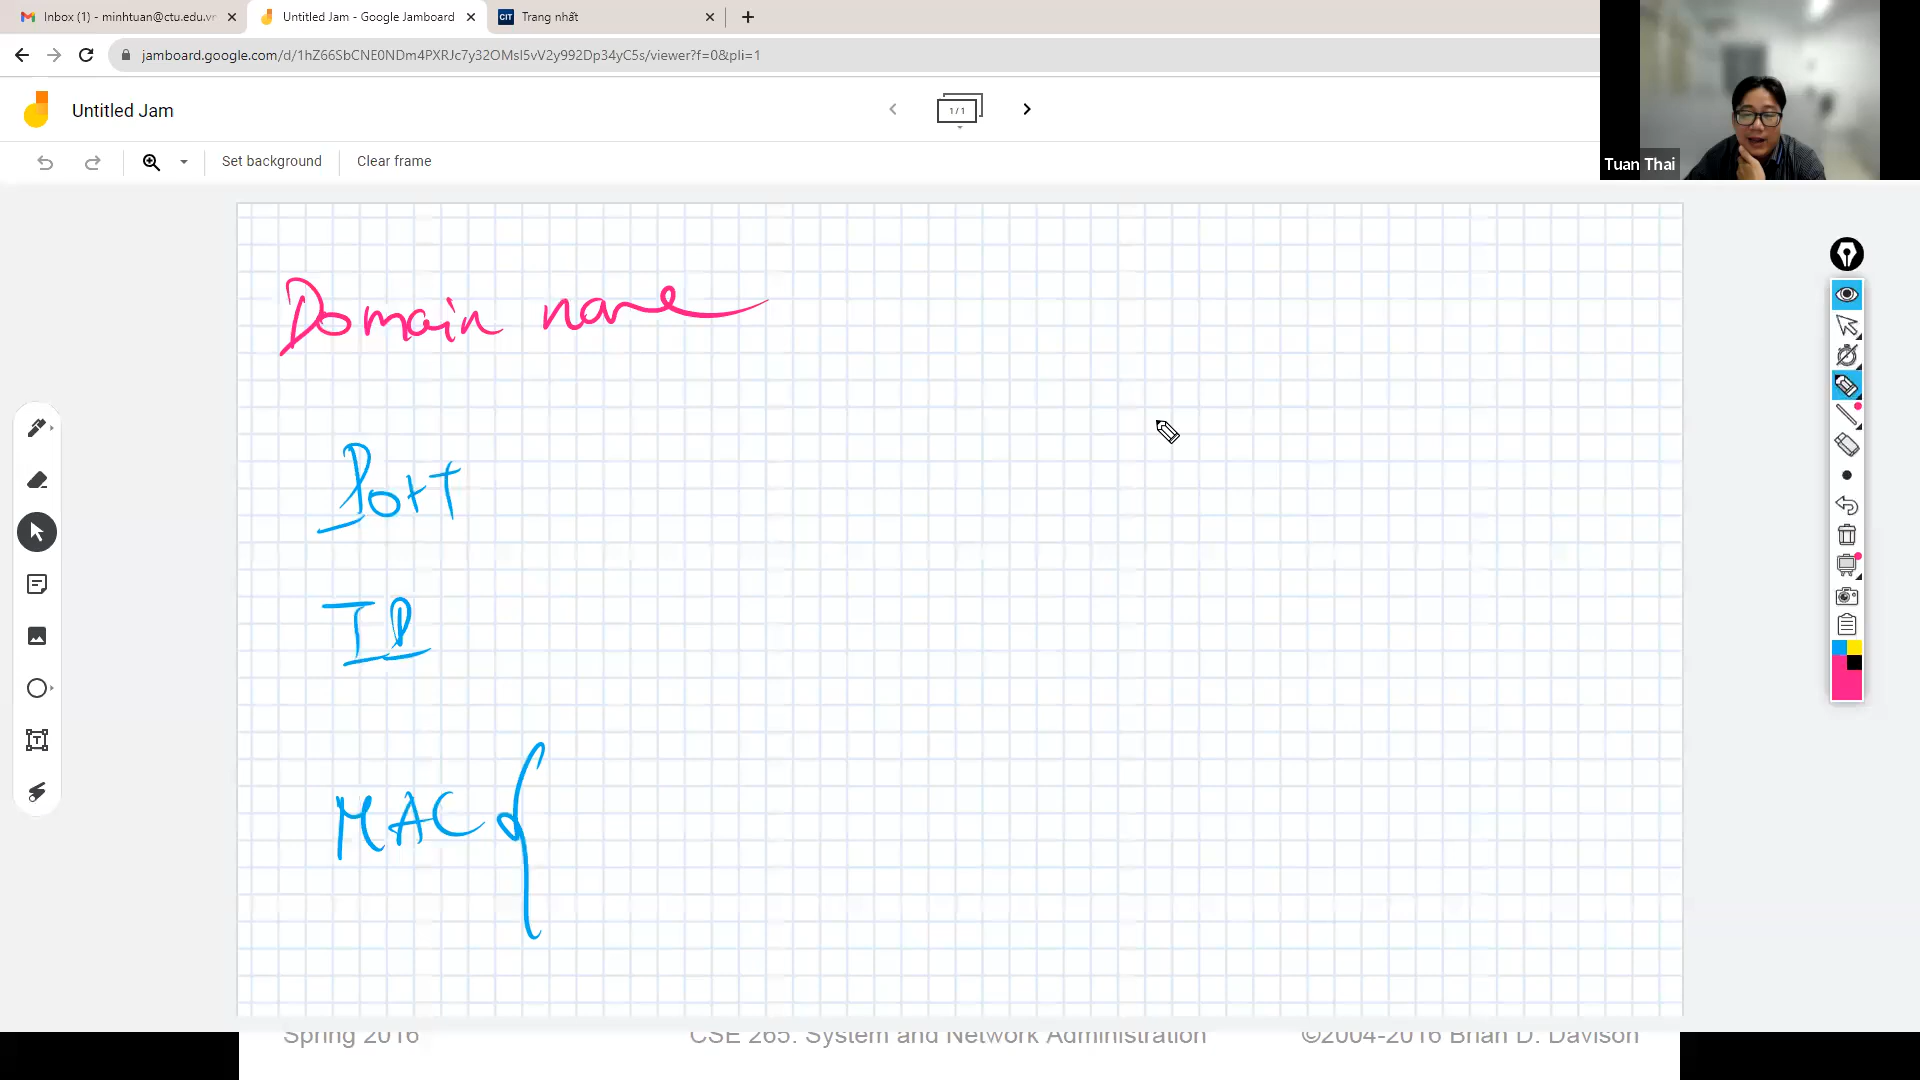 Inbox (1) - minhtuan@ctu.edu.vn
Untitled Jam - Google Jamboard
CIT
Trang nhất
jamboard.google.com/d/1hZ66SbCNE0NDm4PXRJc7y32OMsI5vV2y992Dp34yC5s/viewer?f=0&pli=1
Untitled Jam
1 / 1
Set background
Clear frame
Tuan Thai
Domain name
Port
IP
MAC {
Spring 2016
CSE 265: System and Network Administration
©2004-2016 Brian D. Davison